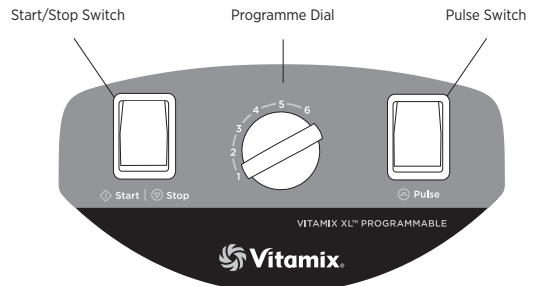 Start/Stop Switch
Programme Dial
Pulse Switch
1
2
3
4
5
6
Start | Stop
Pulse
VITAMIX XL™ PROGRAMMABLE
Vitamix®